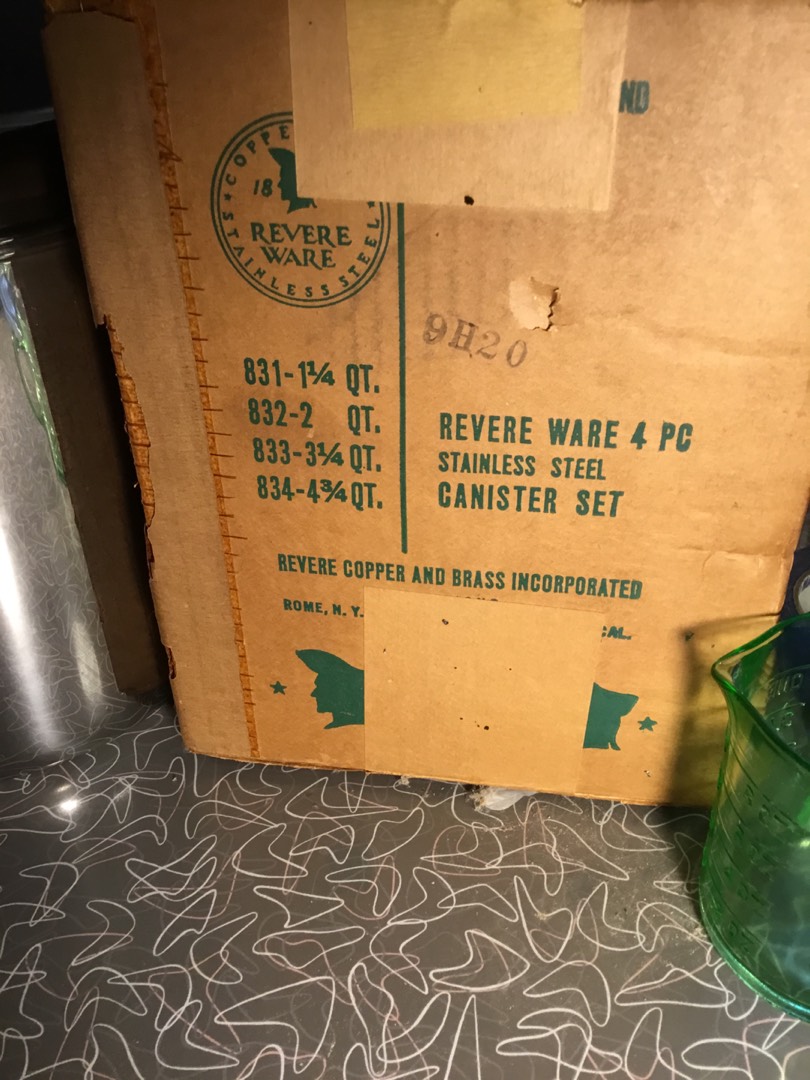 ND
COPPE
18
REVERE
WARE
STAINLESS STEEL
9H20
831-1¼ QT.
832-2 QT.
833-3¼ QT.
834-4¾ QT.
REVERE WARE 4 PC
STAINLESS STEEL
CANISTER SET
REVERE COPPER AND BRASS INCORPORATED
ROME, N. Y.
CAL.